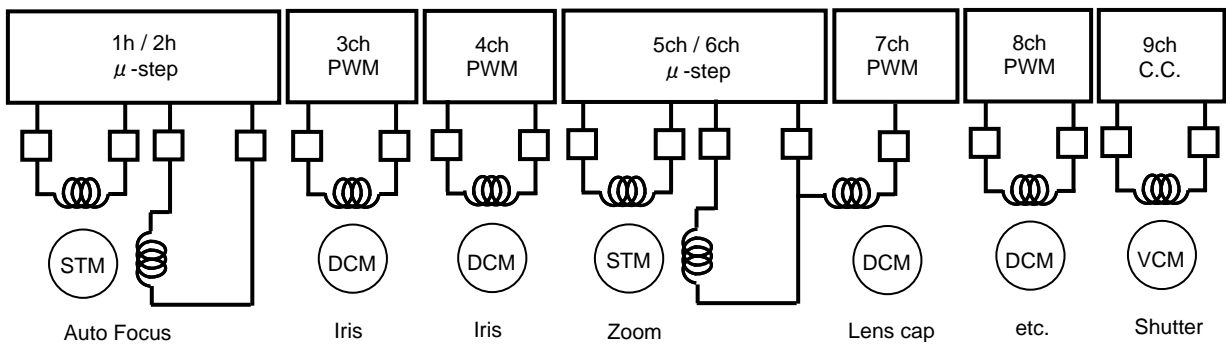 1h / 2h
μ-step
3ch
PWM
4ch
PWM
5ch / 6ch
μ-step
7ch
PWM
8ch
PWM
9ch
C.C.
STM
DCM
DCM
STM
DCM
DCM
VCM
Auto Focus
Iris
Iris
Zoom
Lens cap
etc.
Shutter